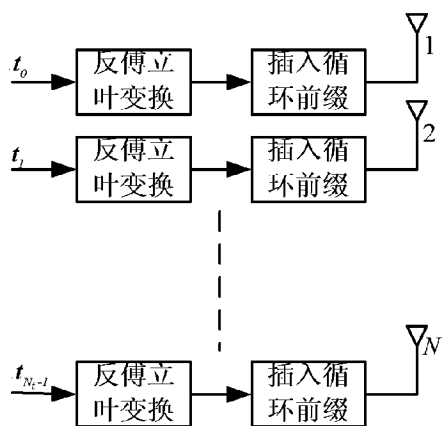 t₀ 反傅立 插入循 1
叶变换 环前缀
t₁ 反傅立 插入循 2
叶变换 环前缀
t_{N_t-1} 反傅立 插入循 N
叶变换 环前缀